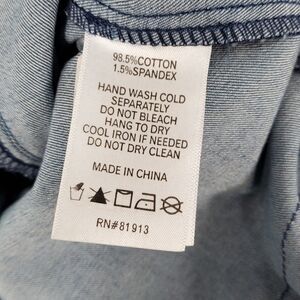 98.5%COTTON
1.5%SPANDEX
HAND WASH COLD
SEPARATELY
DO NOT BLEACH
HANG TO DRY
COOL IRON IF NEEDED
DO NOT DRY CLEAN
MADE IN CHINA
RN#81913